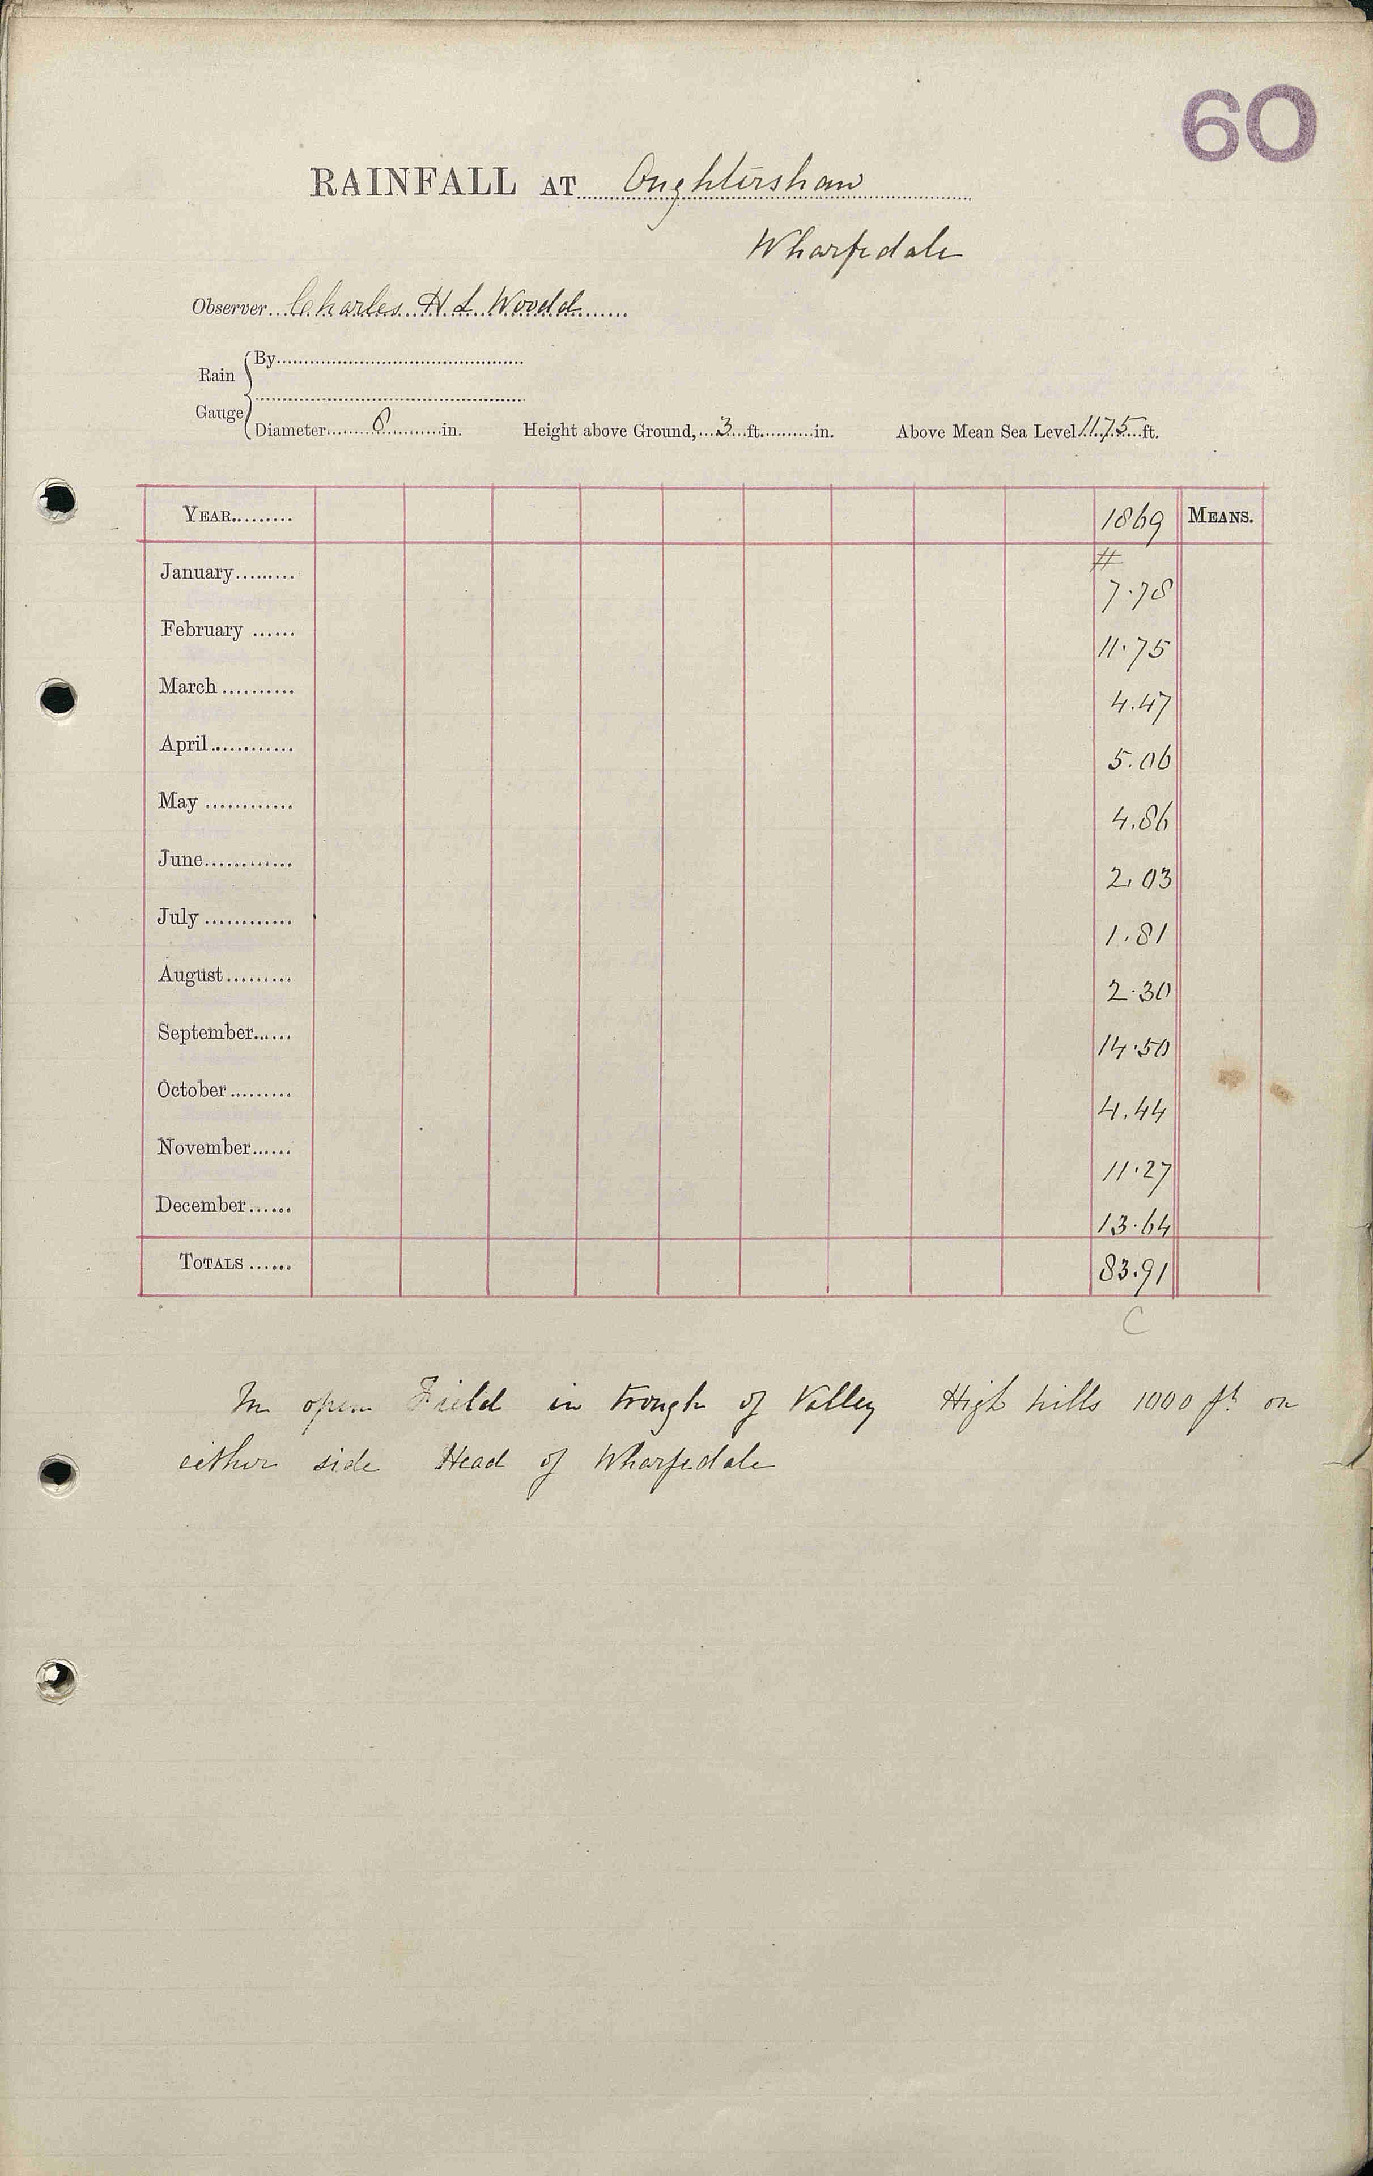 60
RAINFALL AT Oughtershaw
Wharfedale
Observer Charles H L Woodd
Rain Gauge
By
Diameter 8 in. Height above Ground, 3 ft. in. Above Mean Sea Level 1175 ft.
YEAR 1869 MEANS.
#
January 7.78
February 11.75
March 4.47
April 5.06
May 4.86
June 2.03
July 1.81
August 2.30
September 14.50
October 4.44
November 11.27
December 13.64
TOTALS 83.91
C
In open Field in trough of Valley High hills 1000 ft on
either side Head of Wharfedale